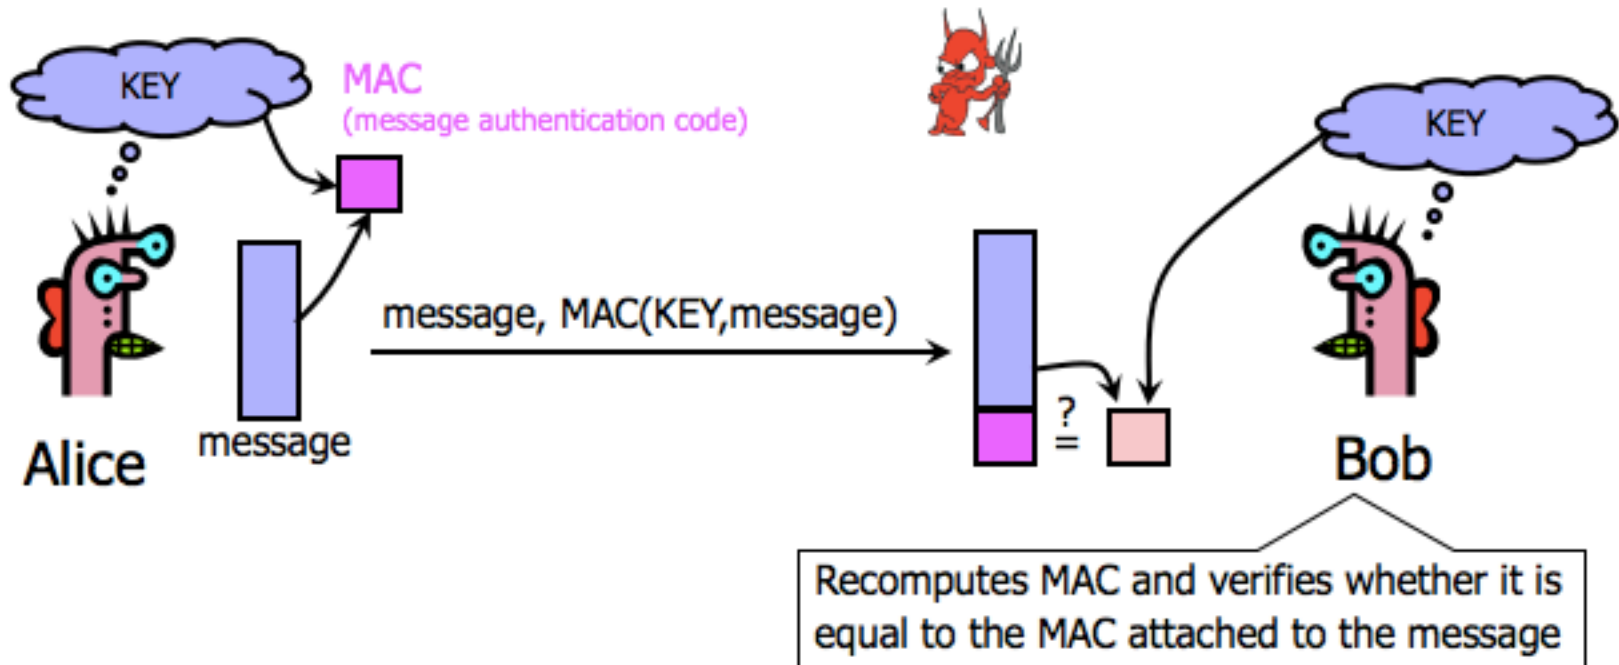 KEY
MAC
(message authentication code)
KEY
message, MAC(KEY,message)
message
Alice
?
=
Bob
Recomputes MAC and verifies whether it is
equal to the MAC attached to the message